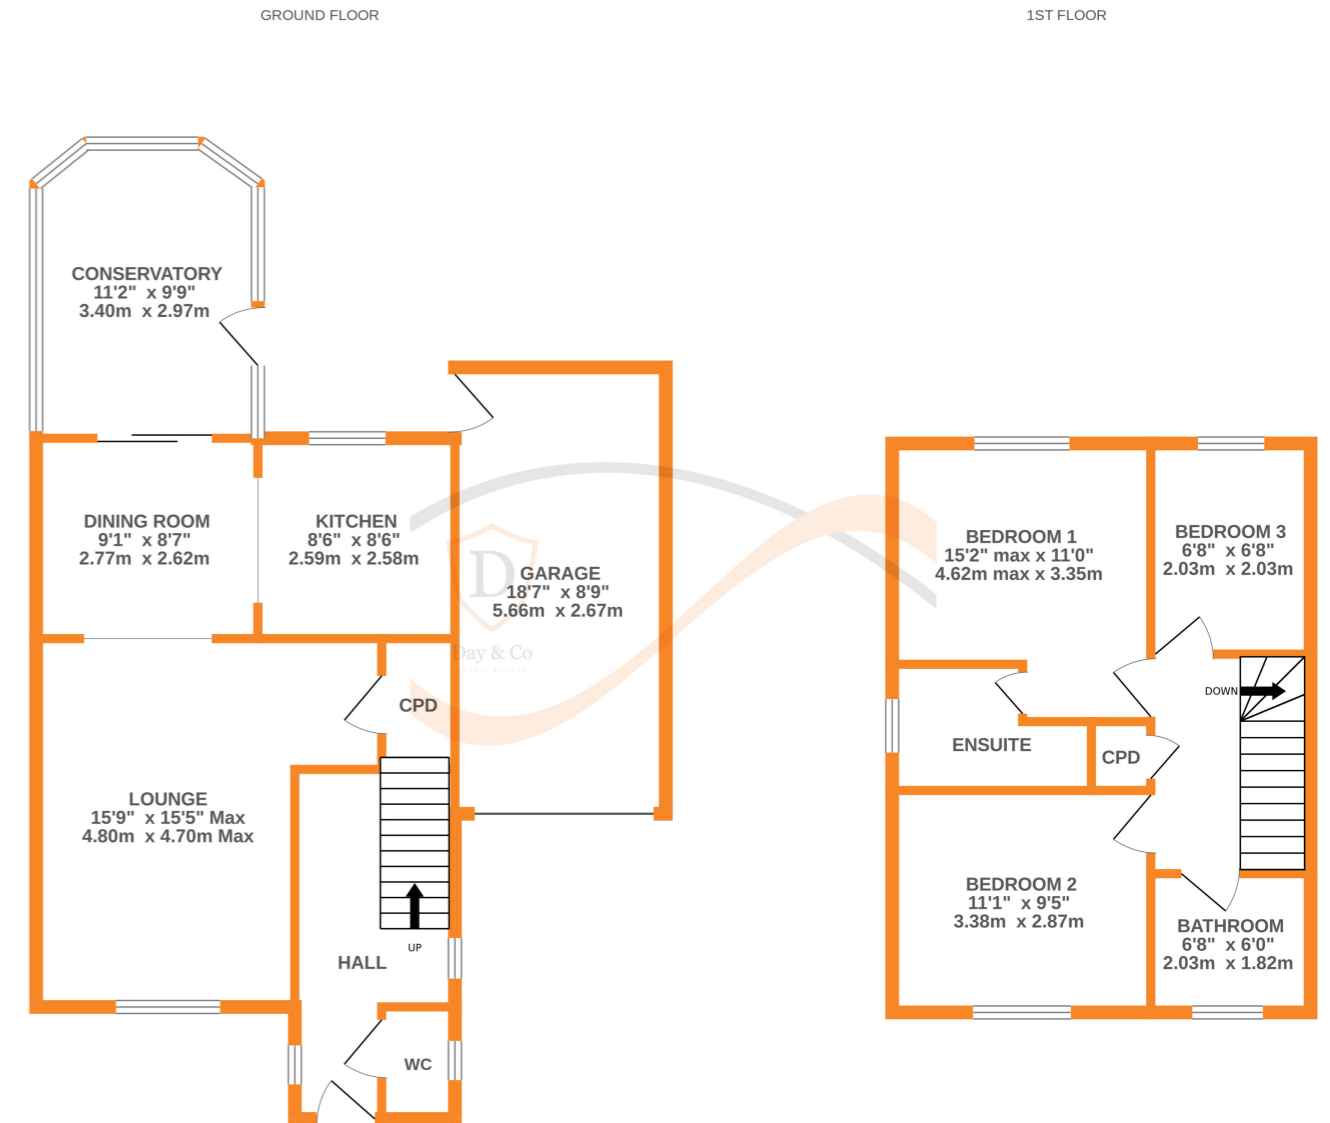 GROUND FLOOR
1ST FLOOR
CONSERVATORY
11'2" x 9'9"
3.40m x 2.97m
DINING ROOM
9'1" x 8'7"
2.77m x 2.62m
KITCHEN
8'6" x 8'6"
2.59m x 2.58m
GARAGE
18'7" x 8'9"
5.66m x 2.67m
D
Day & Co
CPD
LOUNGE
15'9" x 15'5" Max
4.80m x 4.70m Max
UP
HALL
WC
BEDROOM 1
15'2" max x 11'0"
4.62m max x 3.35m
BEDROOM 3
6'8" x 6'8"
2.03m x 2.03m
DOWN
ENSUITE
CPD
BEDROOM 2
11'1" x 9'5"
3.38m x 2.87m
BATHROOM
6'8" x 6'0"
2.03m x 1.82m